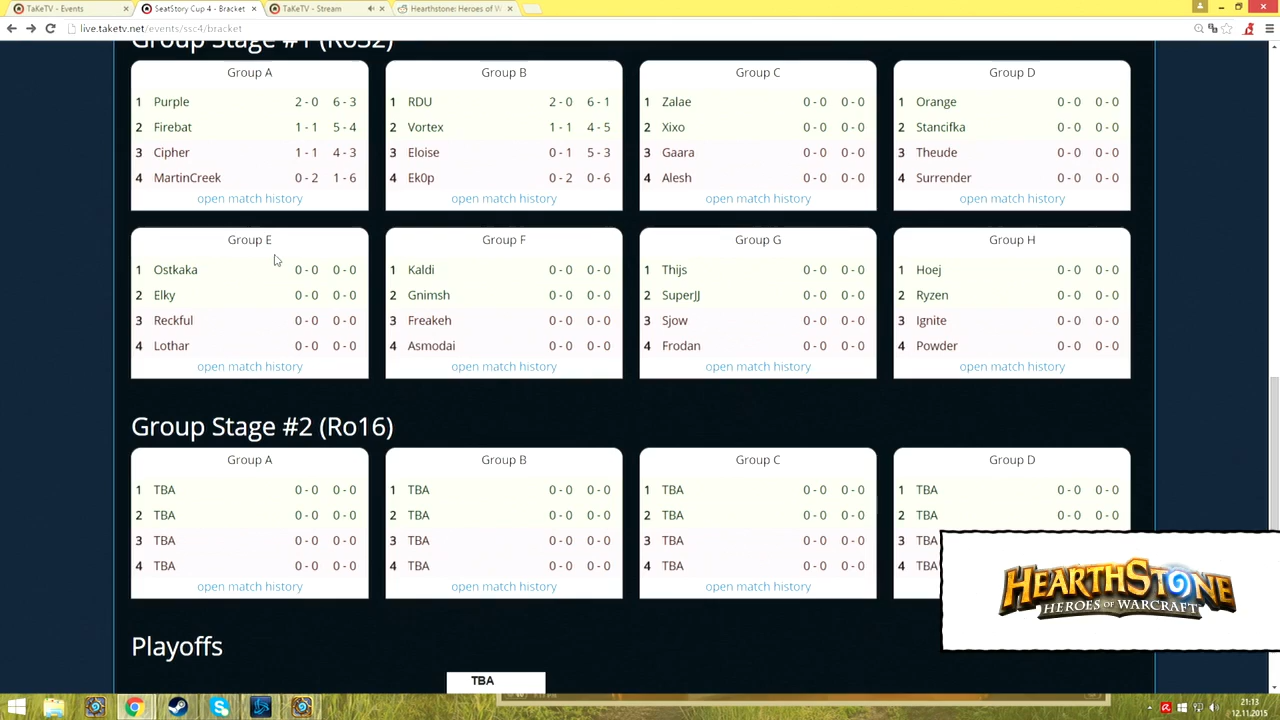 TaKeTV - Events
SeatStory Cup 4 - Bracket
TaKeTV - Stream
Hearthstone: Heroes of W
live.taketv.net/events/ssc4/bracket
Group Stage #1 (Ro32)
Group A
1 Purple 2 - 0 6 - 3
2 Firebat 1 - 1 5 - 4
3 Cipher 1 - 1 4 - 3
4 MartinCreek 0 - 2 1 - 6
open match history
Group B
1 RDU 2 - 0 6 - 1
2 Vortex 1 - 1 4 - 5
3 Eloise 0 - 1 5 - 3
4 Ek0p 0 - 2 0 - 6
open match history
Group C
1 Zalae 0 - 0 0 - 0
2 Xixo 0 - 0 0 - 0
3 Gaara 0 - 0 0 - 0
4 Alesh 0 - 0 0 - 0
open match history
Group D
1 Orange 0 - 0 0 - 0
2 Stancifka 0 - 0 0 - 0
3 Theude 0 - 0 0 - 0
4 Surrender 0 - 0 0 - 0
open match history
Group E
1 Ostkaka 0 - 0 0 - 0
2 Elky 0 - 0 0 - 0
3 Reckful 0 - 0 0 - 0
4 Lothar 0 - 0 0 - 0
open match history
Group F
1 Kaldi 0 - 0 0 - 0
2 Gnimsh 0 - 0 0 - 0
3 Freakeh 0 - 0 0 - 0
4 Asmodai 0 - 0 0 - 0
open match history
Group G
1 Thijs 0 - 0 0 - 0
2 SuperJJ 0 - 0 0 - 0
3 Sjow 0 - 0 0 - 0
4 Frodan 0 - 0 0 - 0
open match history
Group H
1 Hoej 0 - 0 0 - 0
2 Ryzen 0 - 0 0 - 0
3 Ignite 0 - 0 0 - 0
4 Powder 0 - 0 0 - 0
open match history
Group Stage #2 (Ro16)
Group A
1 TBA 0 - 0 0 - 0
2 TBA 0 - 0 0 - 0
3 TBA 0 - 0 0 - 0
4 TBA 0 - 0 0 - 0
open match history
Group B
1 TBA 0 - 0 0 - 0
2 TBA 0 - 0 0 - 0
3 TBA 0 - 0 0 - 0
4 TBA 0 - 0 0 - 0
open match history
Group C
1 TBA 0 - 0 0 - 0
2 TBA 0 - 0 0 - 0
3 TBA 0 - 0 0 - 0
4 TBA 0 - 0 0 - 0
open match history
Group D
1 TBA 0 - 0 0 - 0
2 TBA 0 - 0 0 - 0
3 TBA
4 TBA
HEARTHSTONE
HEROES OF WARCRAFT
Playoffs
TBA
21:13
12.11.2015